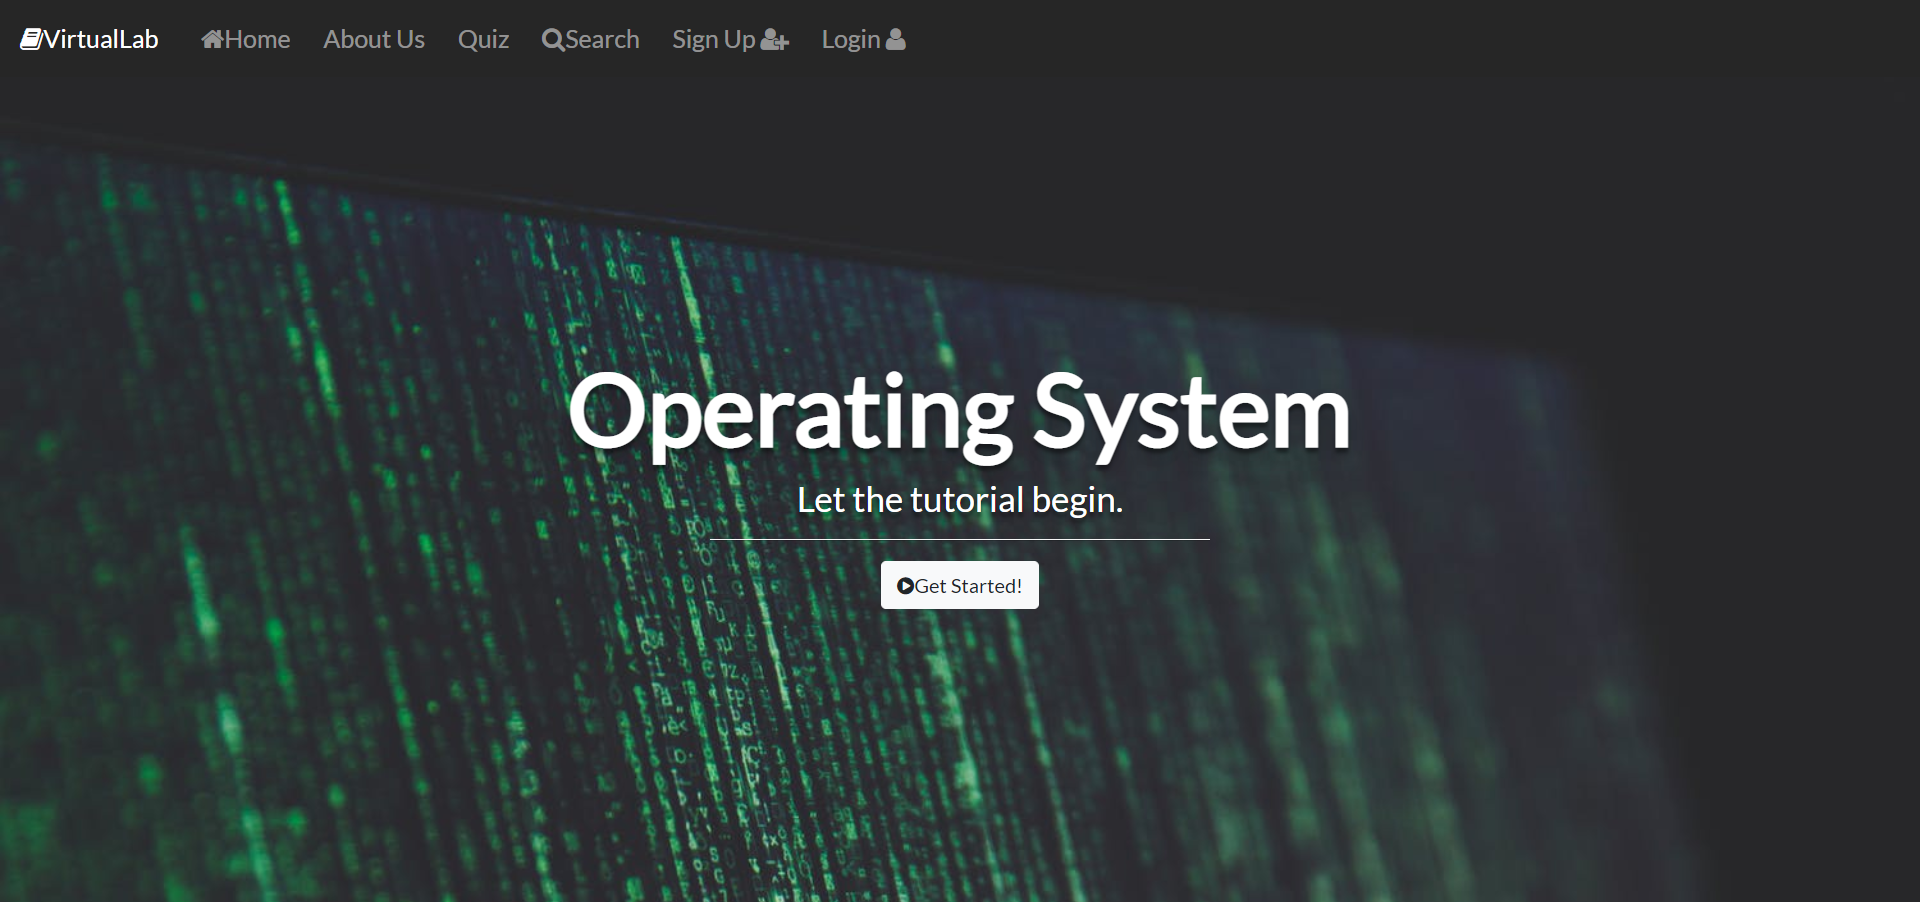 VirtualLab Home About Us Quiz Search Sign Up Login
Operating System
Let the tutorial begin.
Get Started!